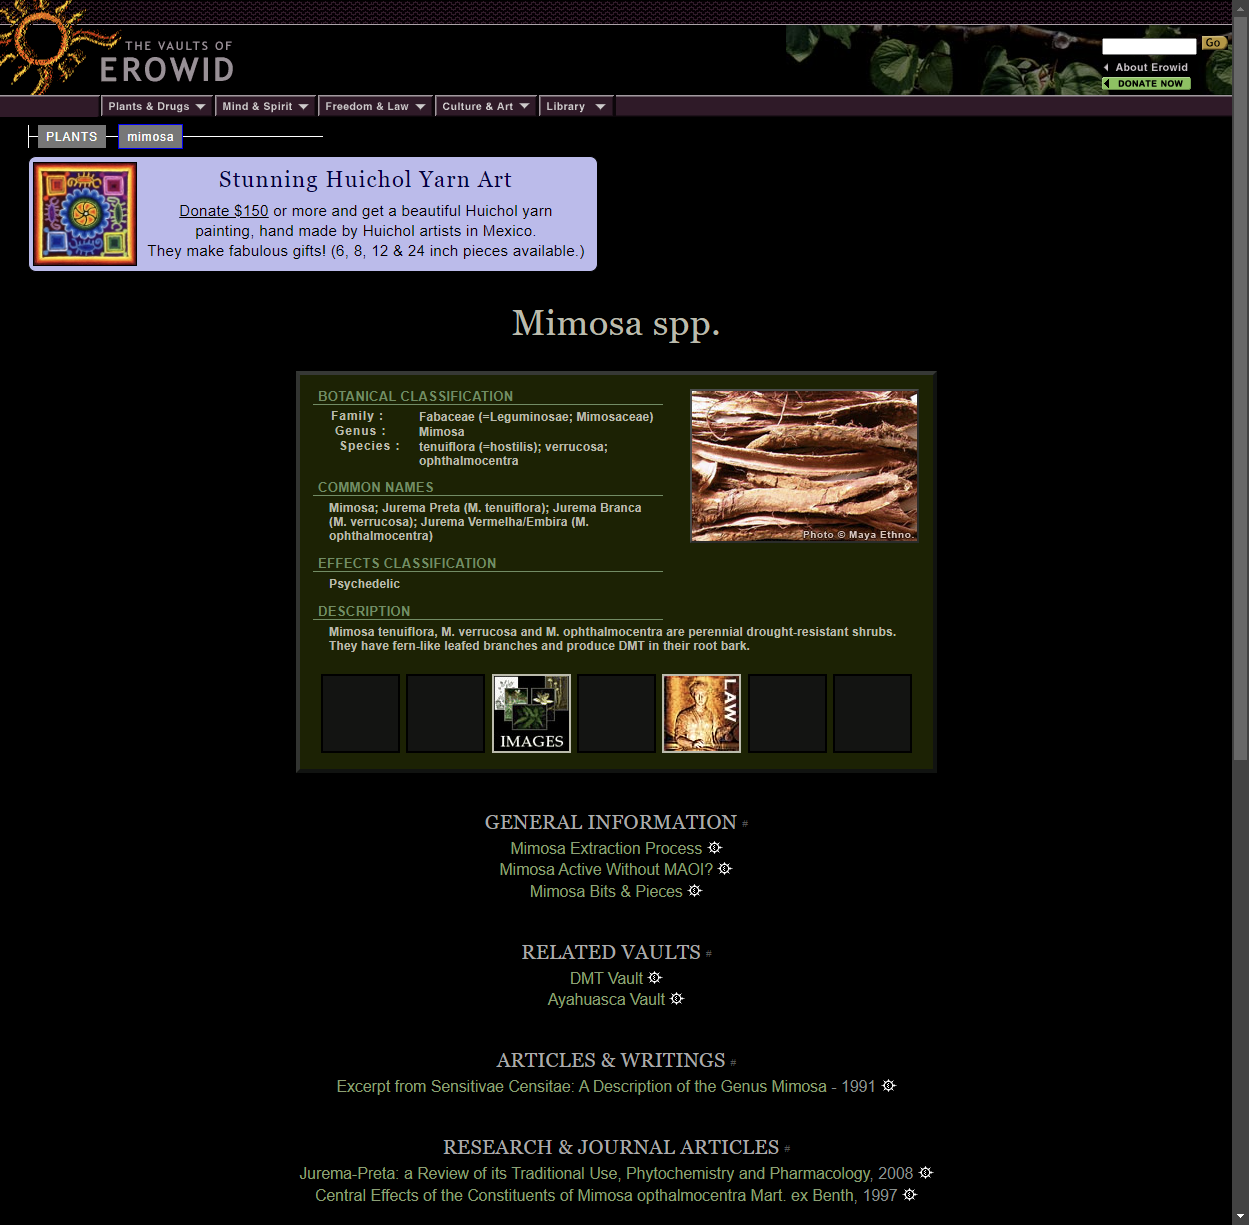 THE VAULTS OF
EROWID
Go
About Erowid
DONATE NOW
Plants & Drugs Mind & Spirit Freedom & Law Culture & Art Library
PLANTS mimosa
Stunning Huichol Yarn Art
Donate $150 or more and get a beautiful Huichol yarn
painting, hand made by Huichol artists in Mexico.
They make fabulous gifts! (6, 8, 12 & 24 inch pieces available.)
Mimosa spp.
BOTANICAL CLASSIFICATION
Family : Fabaceae (=Leguminosae; Mimosaceae)
Genus : Mimosa
Species : tenuiflora (=hostilis); verrucosa;
ophthalmocentra
COMMON NAMES
Mimosa; Jurema Preta (M. tenuiflora); Jurema Branca
(M. verrucosa); Jurema Vermelha/Embira (M.
ophthalmocentra)
Photo © Maya Ethno.
EFFECTS CLASSIFICATION
Psychedelic
DESCRIPTION
Mimosa tenuiflora, M. verrucosa and M. ophthalmocentra are perennial drought-resistant shrubs.
They have fern-like leafed branches and produce DMT in their root bark.
IMAGES
LAW
GENERAL INFORMATION #
Mimosa Extraction Process
Mimosa Active Without MAOI?
Mimosa Bits & Pieces
RELATED VAULTS #
DMT Vault
Ayahuasca Vault
ARTICLES & WRITINGS #
Excerpt from Sensitivae Censitae: A Description of the Genus Mimosa - 1991
RESEARCH & JOURNAL ARTICLES #
Jurema-Preta: a Review of its Traditional Use, Phytochemistry and Pharmacology, 2008
Central Effects of the Constituents of Mimosa opthalmocentra Mart. ex Benth, 1997